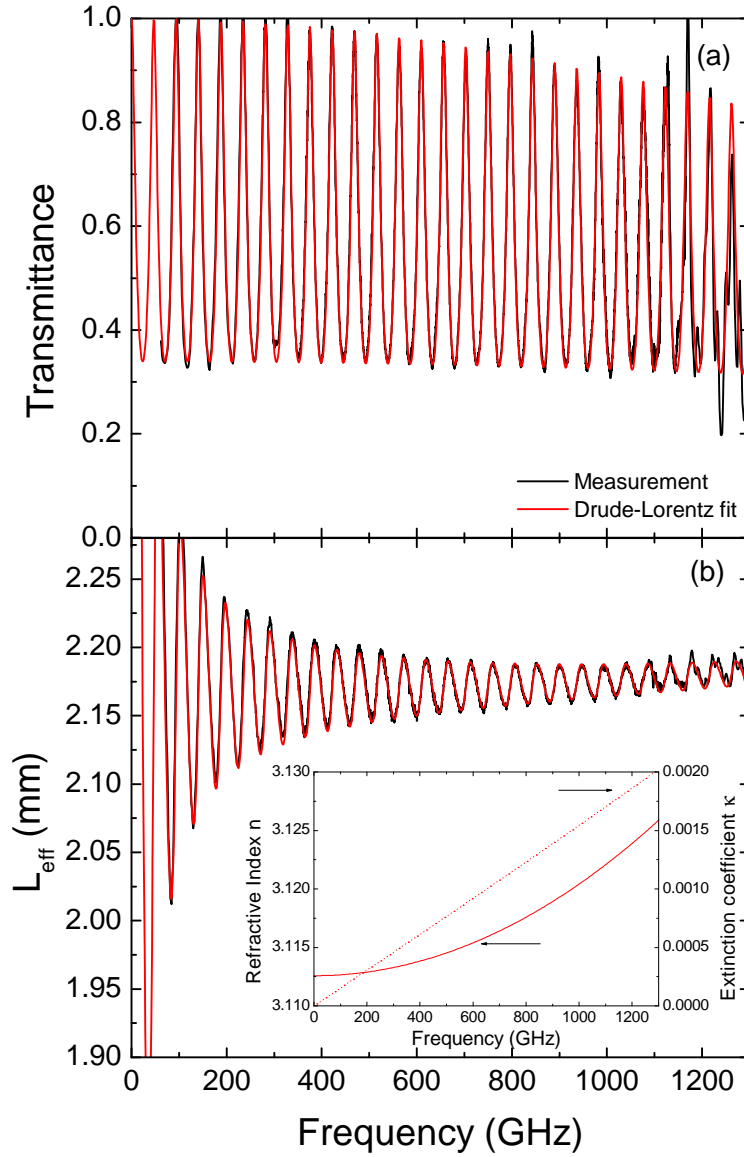 1.0
(a)
0.8
0.6
0.4
0.2
0.0
Transmittance
Measurement
Drude-Lorentz fit
(b)
2.25
2.20
2.15
2.10
2.05
2.00
1.95
1.90
L_eff (mm)
3.130
3.125
3.120
3.115
3.110
Refractive Index n
0.0020
0.0015
0.0010
0.0005
0.0000
Extinction coefficient κ
0 200 400 600 800 1000 1200
Frequency (GHz)
0 200 400 600 800 1000 1200
Frequency (GHz)